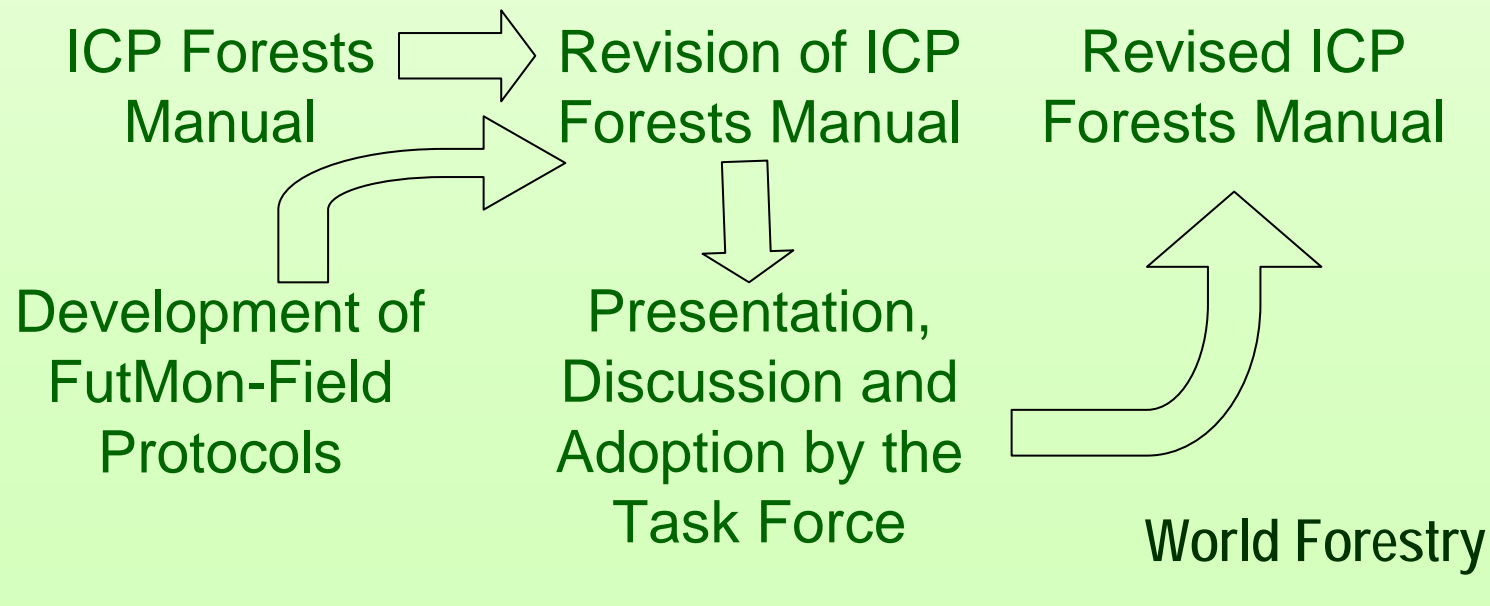 ICP Forests
Manual
Revision of ICP
Forests Manual
Revised ICP
Forests Manual
Development of
FutMon-Field
Protocols
Presentation,
Discussion and
Adoption by the
Task Force
World Forestry